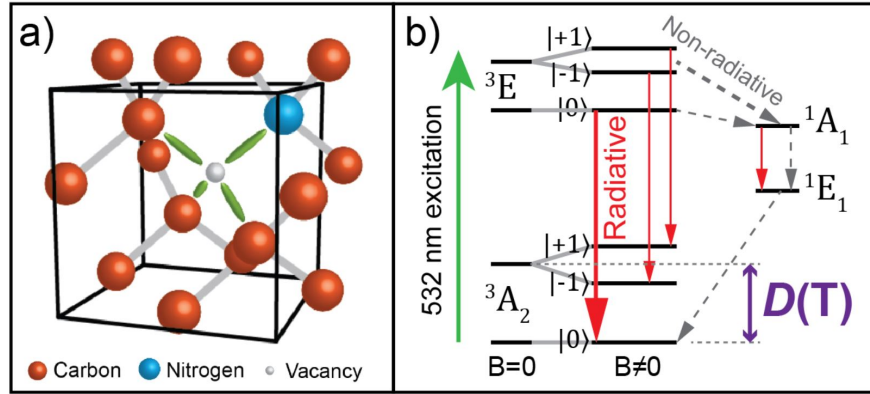 a)
Carbon
Nitrogen
Vacancy
b)
532 nm excitation
³E
|+1⟩
|-1⟩
|0⟩
Non-radiative
¹A₁
¹E₁
Radiative
³A₂
|+1⟩
|-1⟩
|0⟩
D(T)
B=0
B≠0